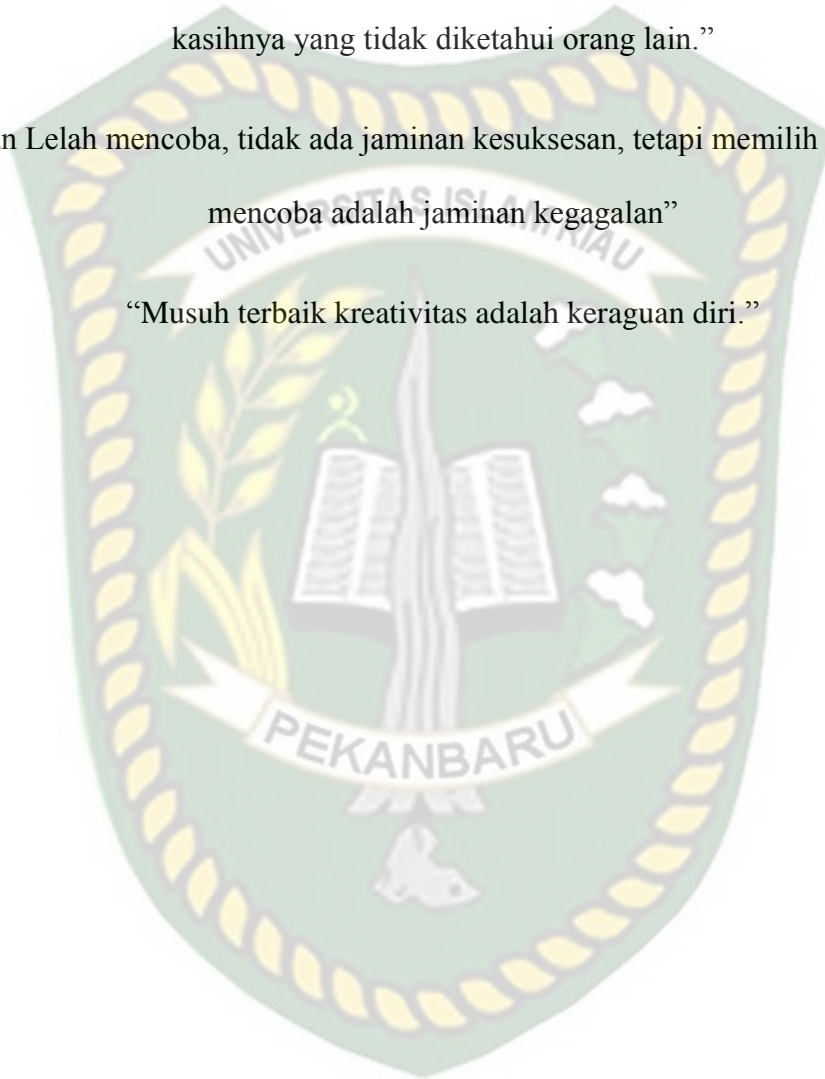 kasihnya yang tidak diketahui orang lain.”
n Lelah mencoba, tidak ada jaminan kesuksesan, tetapi memilih
mencoba adalah jaminan kegagalan”
UNIVERSITAS ISLAM RIAU
“Musuh terbaik kreativitas adalah keraguan diri.”
PEKANBARU